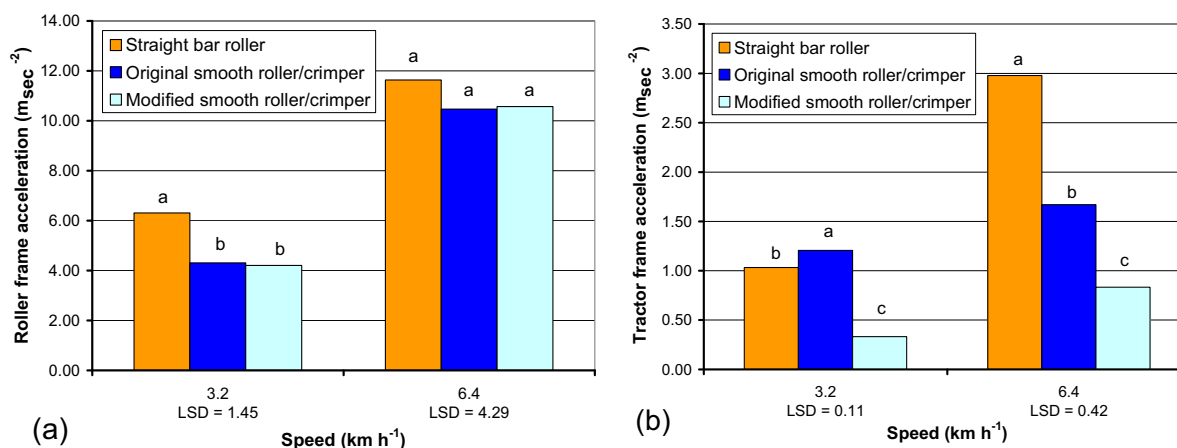 Roller frame acceleration (m sec⁻²)
14.00
12.00
10.00
8.00
6.00
4.00
2.00
0.00
Straight bar roller
Original smooth roller/crimper
Modified smooth roller/crimper
a
b
b
a
a
a
3.2
LSD = 1.45
6.4
LSD = 4.29
Speed (km h⁻¹)
(a)
Tractor frame acceleration (m sec⁻²)
3.50
3.00
2.50
2.00
1.50
1.00
0.50
0.00
Straight bar roller
Original smooth roller/crimper
Modified smooth roller/crimper
b
a
c
a
b
c
3.2
LSD = 0.11
6.4
LSD = 0.42
Speed (km h⁻¹)
(b)